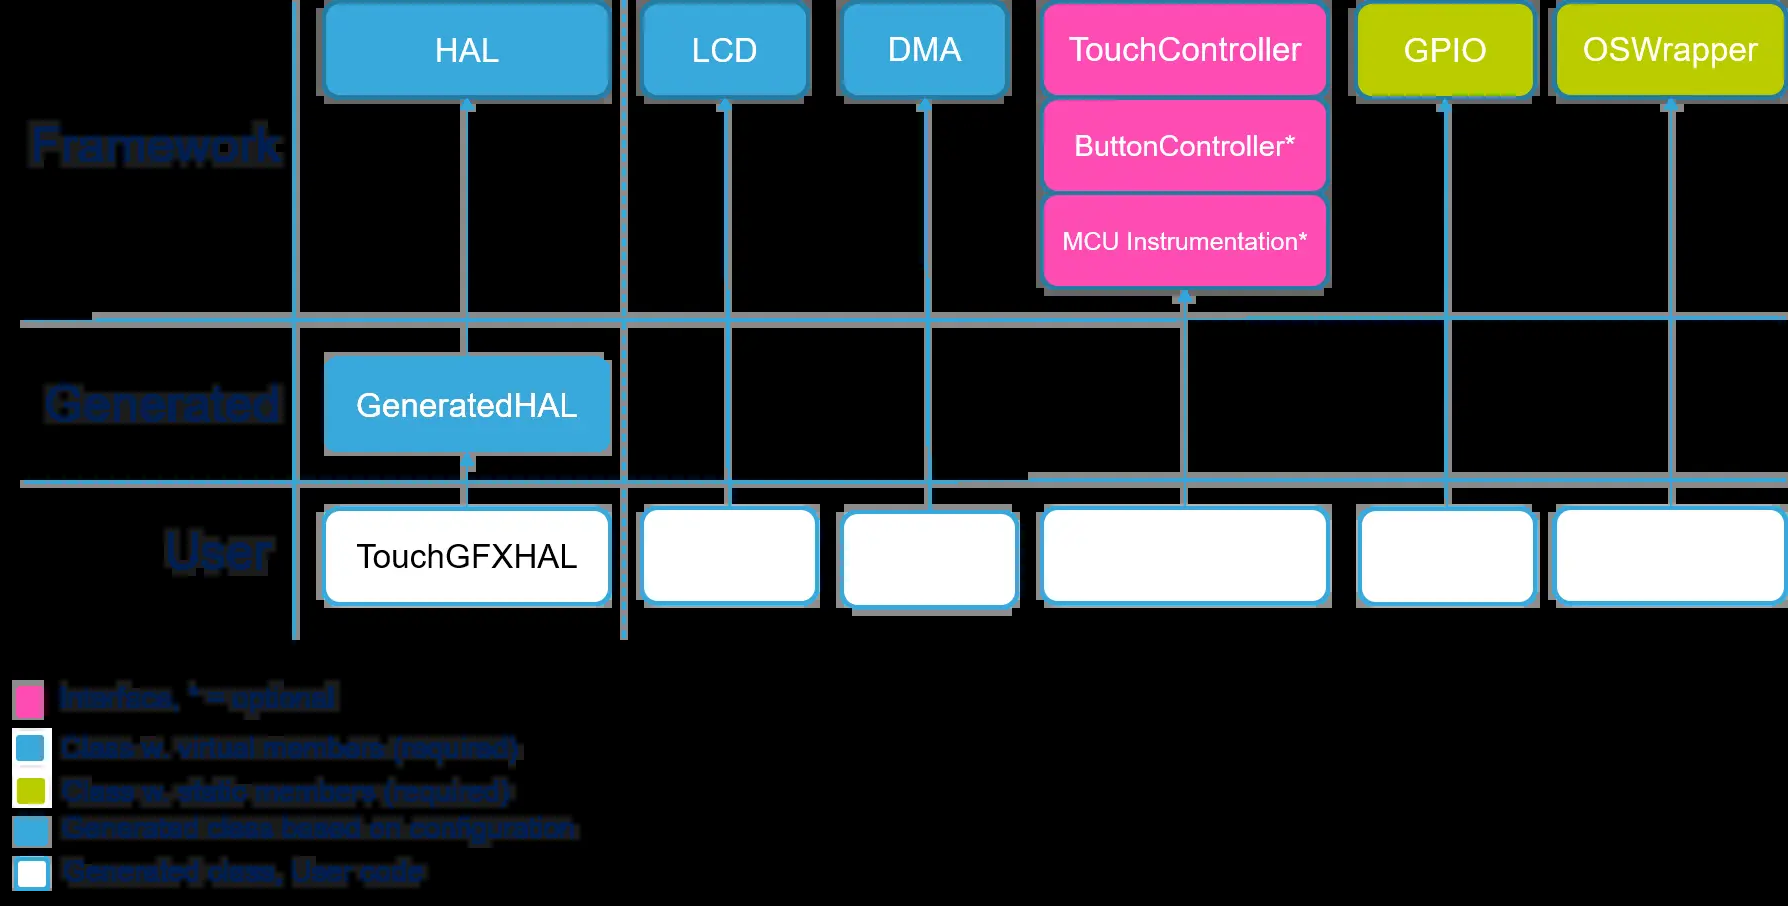 HAL
LCD
DMA
TouchController
GPIO
OSWrapper
Framework
ButtonController*
MCU Instrumentation*
Generated
GeneratedHAL
User
TouchGFXHAL
Interface. * = optional
Class w. virtual members (required)
Class w. static members (required)
Generated class based on configuration
Generated class, User code